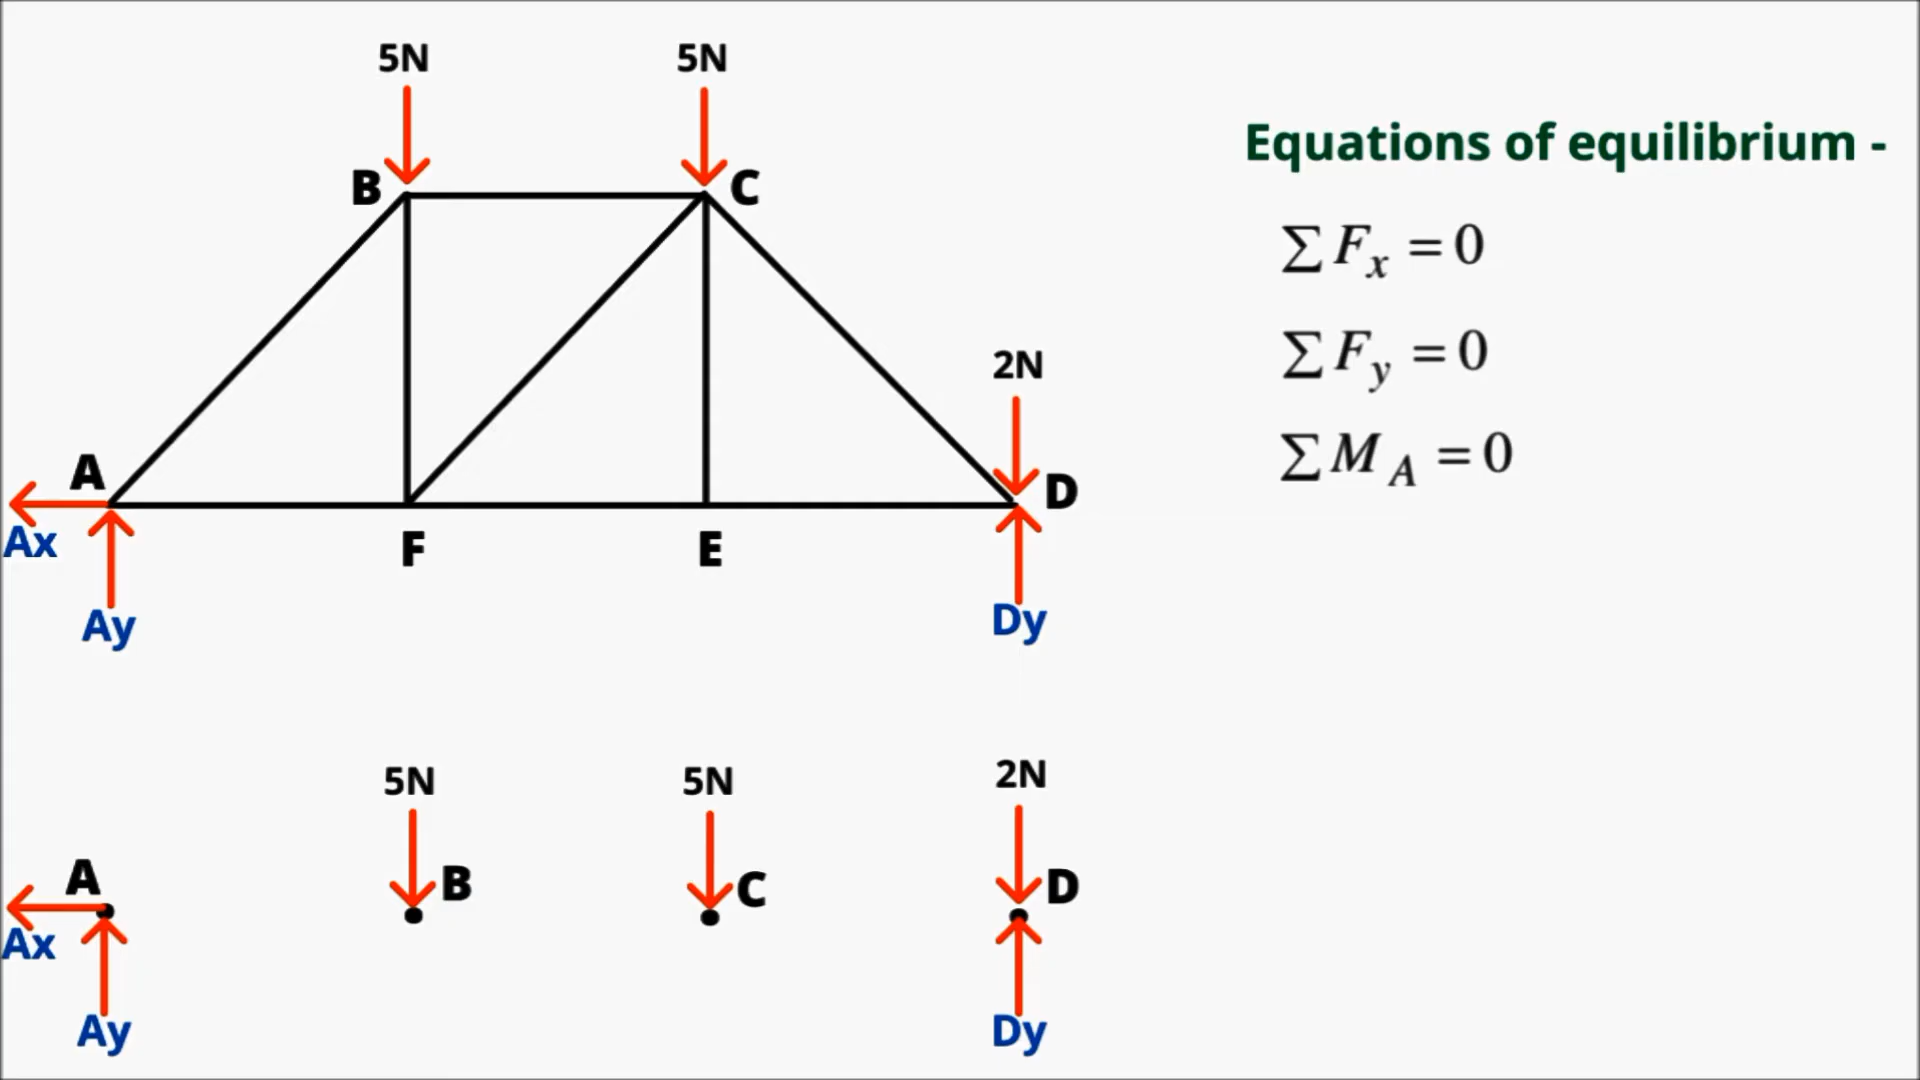 5N 5N
B C
Equations of equilibrium -
∑ Fx = 0
∑ Fy = 0
2N
∑ MA = 0
A D
Ax F E
Ay Dy
5N 5N 2N
A B C D
Ax
Ay Dy